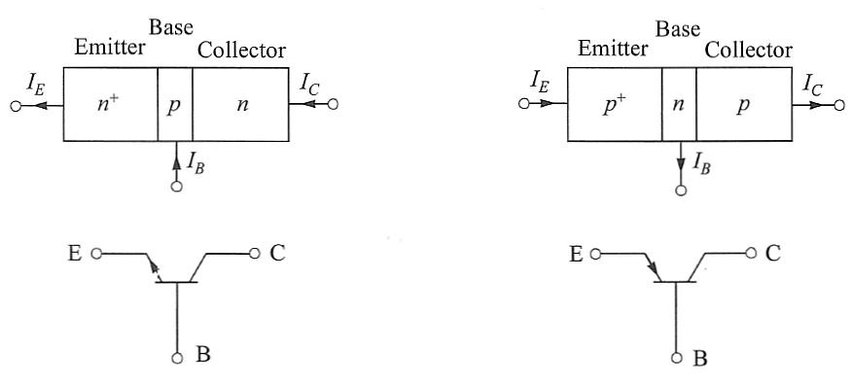 Base
Emitter Collector
I_E n⁺ p n I_C
I_B
E C
B
Base
Emitter Collector
I_E p⁺ n p I_C
I_B
E C
B